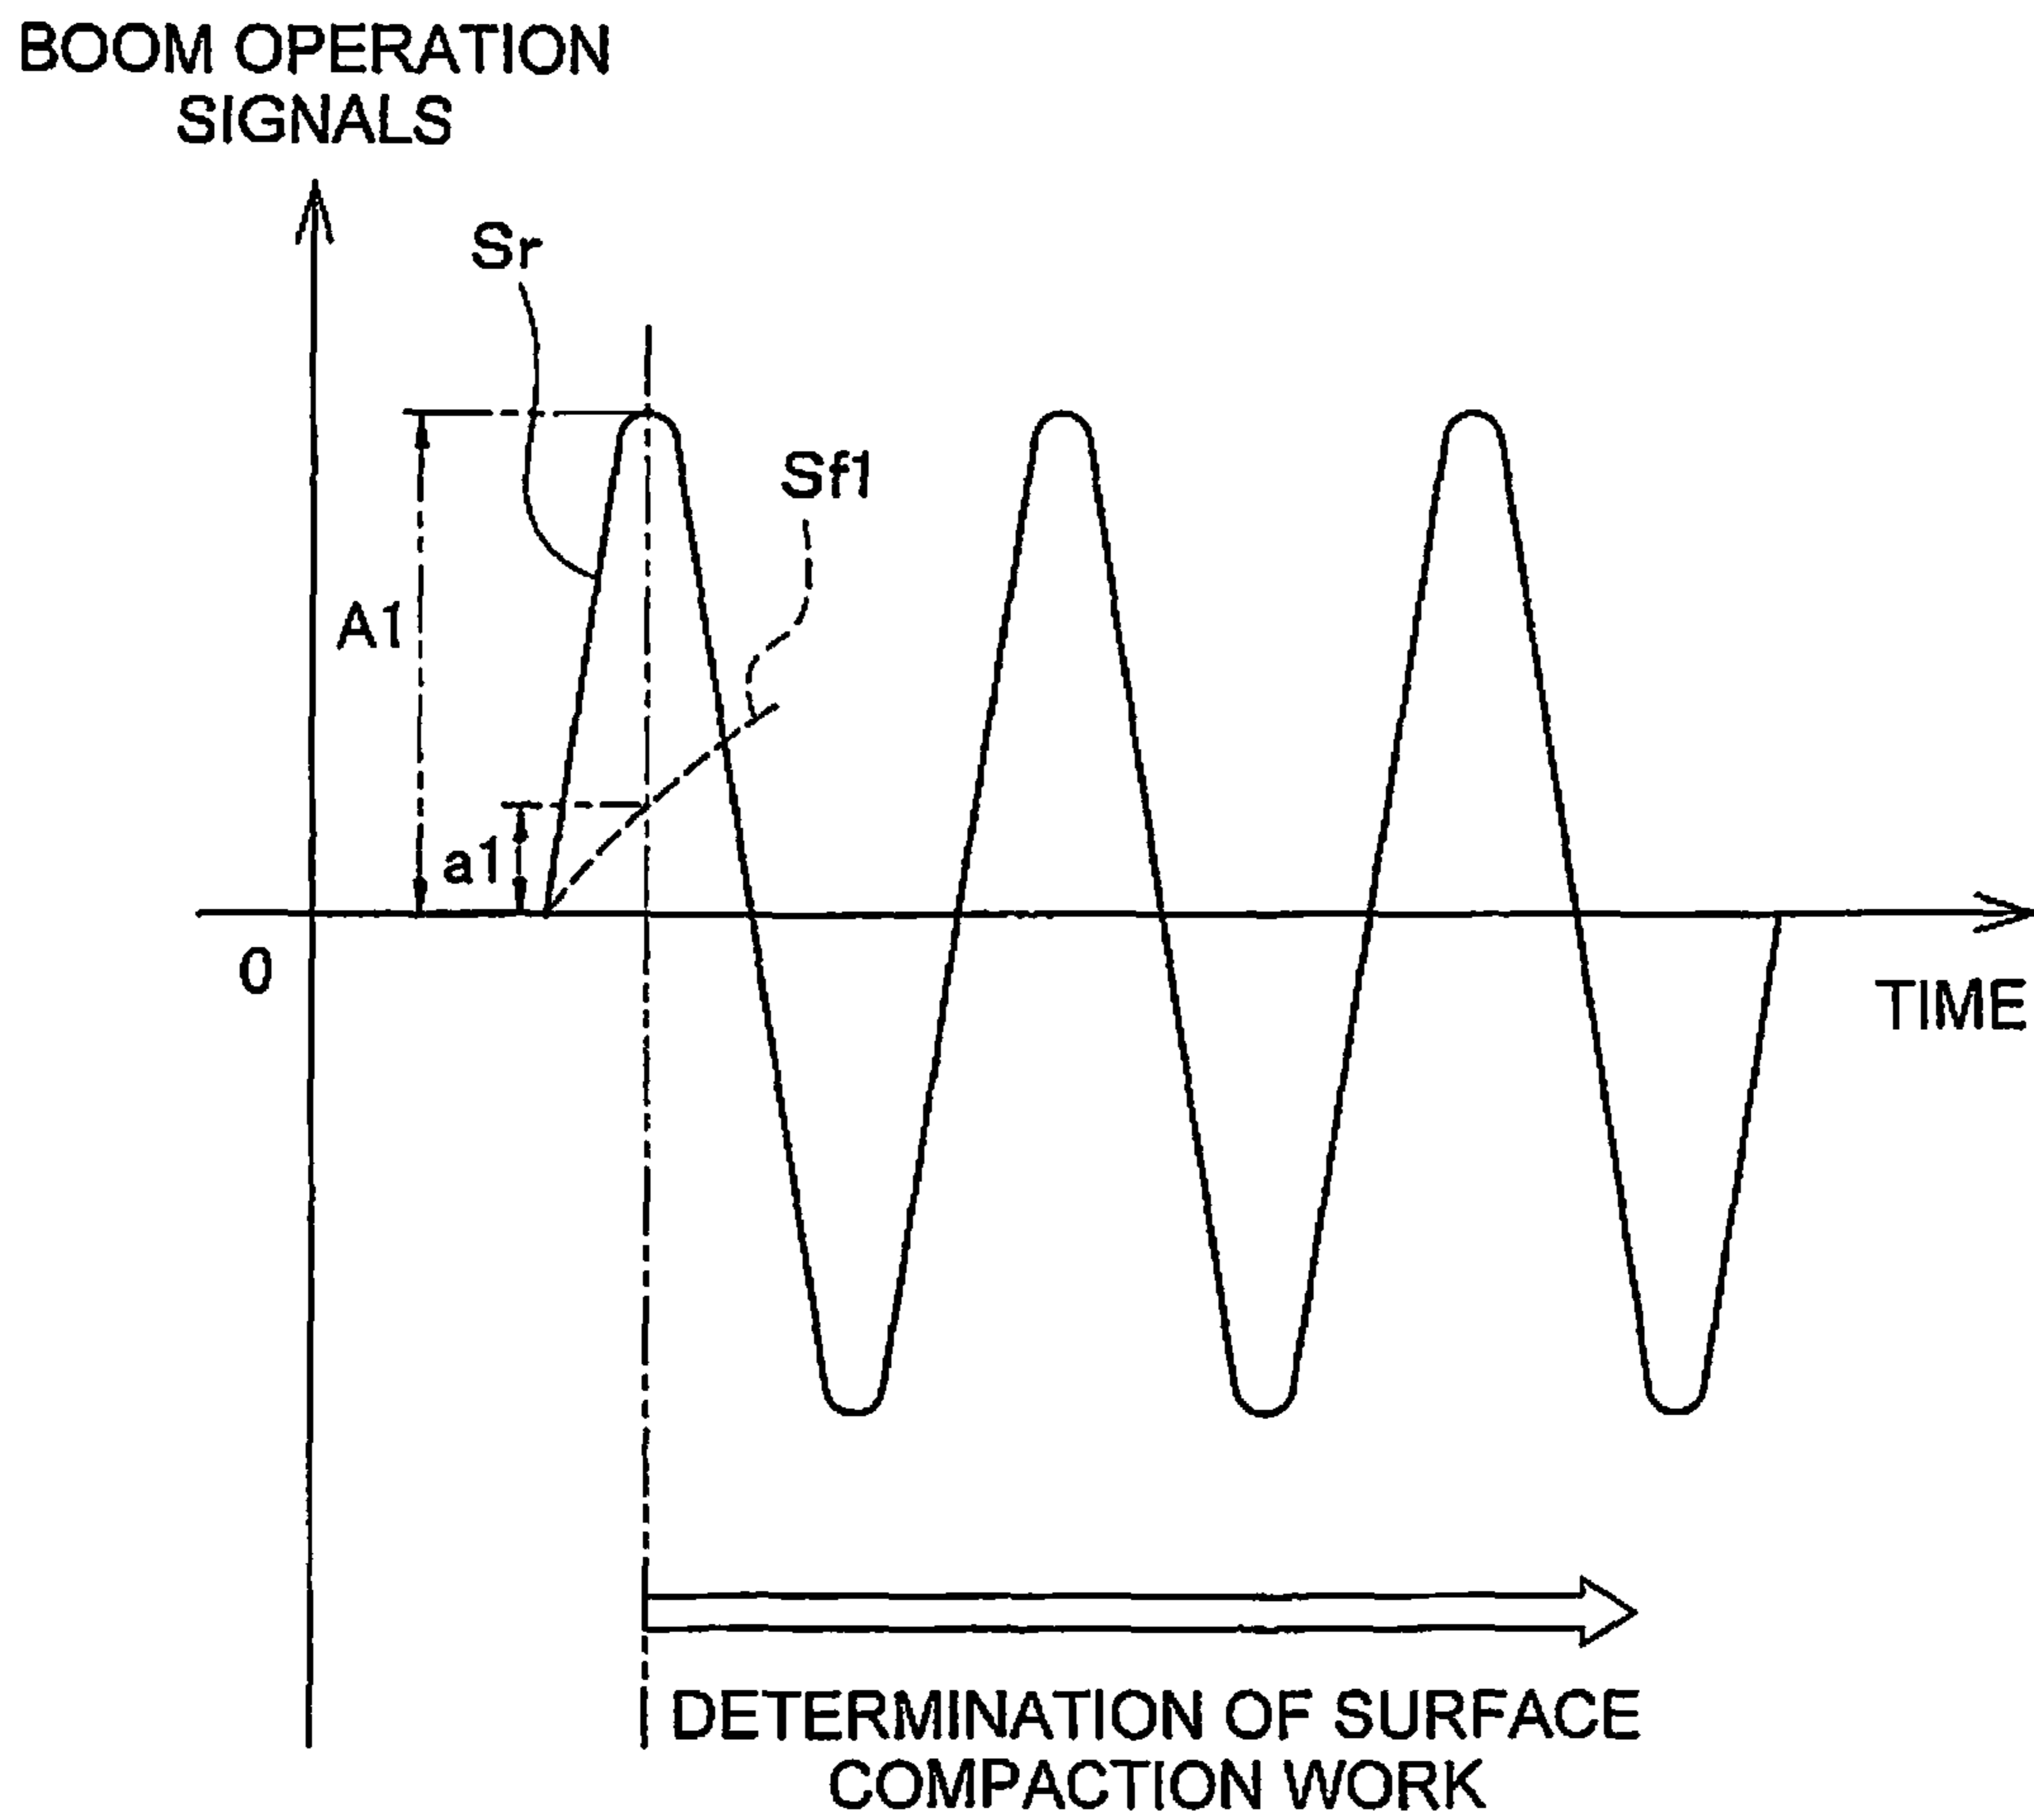 BOOM OPERATION
SIGNALS
Sr
Sf1
A1
a1
0
TIME
DETERMINATION OF SURFACE
COMPACTION WORK